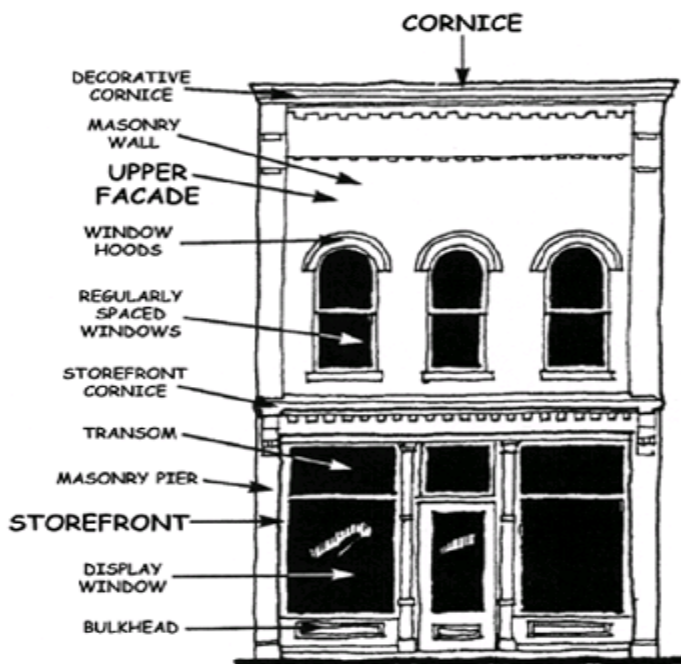 CORNICE
DECORATIVE
CORNICE
MASONRY
WALL
UPPER
FACADE
WINDOW
HOODS
REGULARLY
SPACED
WINDOWS
STOREFRONT
CORNICE
TRANSOM
MASONRY PIER
STOREFRONT
DISPLAY
WINDOW
BULKHEAD